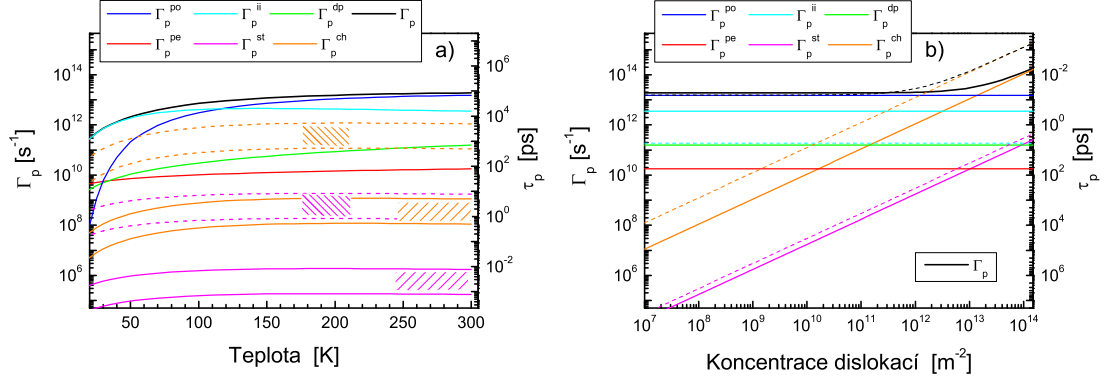 Γp^po Γp^ii Γp^dp Γp
Γp^pe Γp^st Γp^ch
a)
10^14
10^12
10^10
10^8
10^6
Γp [s^-1]
50 100 150 200 250 300
Teplota [K]
10^6
10^4
10^2
10^0
10^-2
τp [ps]
Γp^po Γp^ii Γp^dp
Γp^pe Γp^st Γp^ch
b)
10^14
10^12
10^10
10^8
10^6
Γp [s^-1]
Γp
10^7 10^8 10^9 10^10 10^11 10^12 10^13 10^14
Koncentrace dislokací [m^-2]
10^-2
10^0
10^2
10^4
10^6
τp [ps]